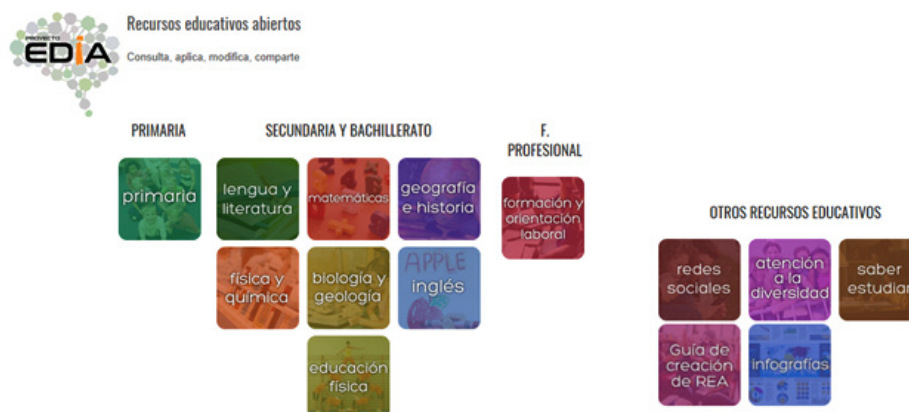 Recursos educativos abiertos
PROYECTO
EDIA
Consulta, aplica, modifica, comparte
PRIMARIA
SECUNDARIA Y BACHILLERATO
F.
PROFESIONAL
primaria
lengua y
literatura
matemáticas
geografía
e historia
formación y
orientación
laboral
física y
química
biología y
geología
APPLE
inglés
educación
física
OTROS RECURSOS EDUCATIVOS
redes
sociales
atención
a la
diversidad
saber
estudiar
Guía de
creación
de REA
infografías